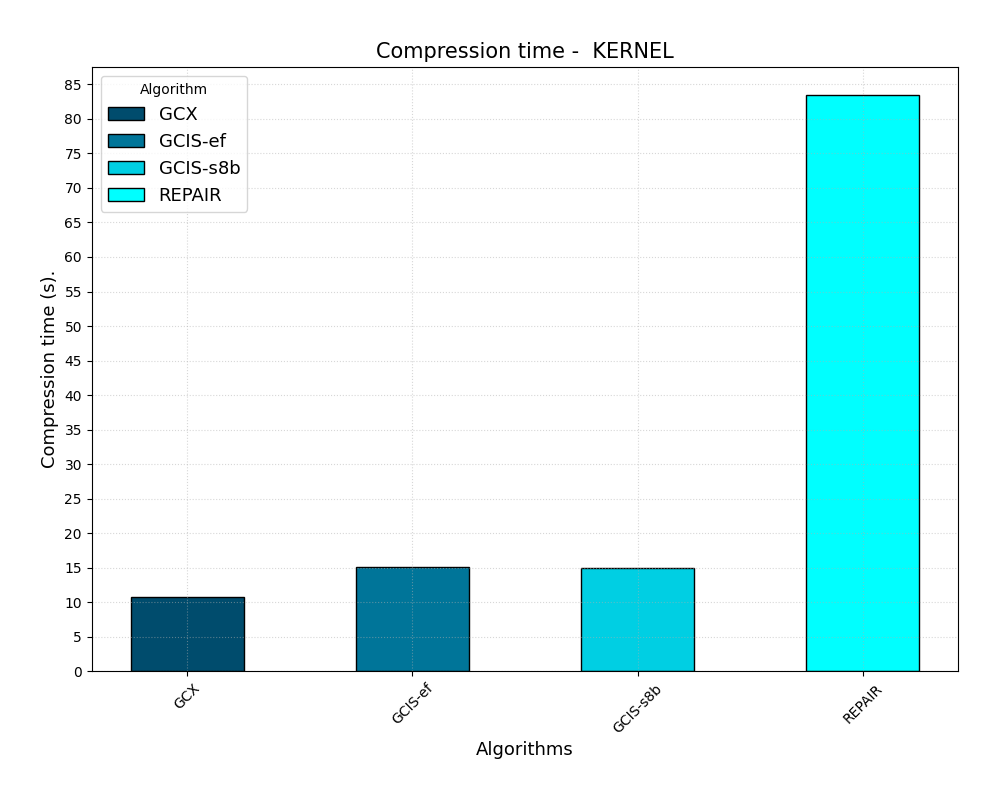 Compression time -  KERNEL
Algorithm
GCX
GCIS-ef
GCIS-s8b
REPAIR
85
80
75
70
65
60
55
50
45
40
35
30
25
20
15
10
5
0
Compression time (s).
GCX
GCIS-ef
GCIS-s8b
REPAIR
Algorithms